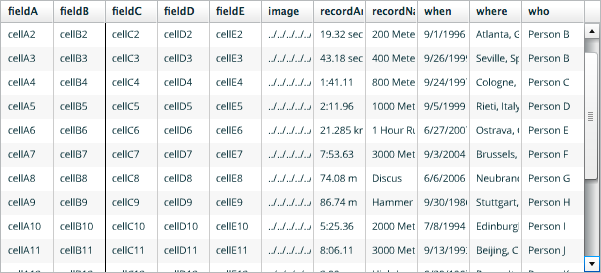 fieldA fieldB fieldC fieldD fieldE image recordAr recordNa when where who
cellA2 cellB2 cellC2 cellD2 cellE2 ../../../../ 19.32 sec 200 Mete 9/1/1996 Atlanta, G Person B
cellA3 cellB3 cellC3 cellD3 cellE3 ../../../../ 43.18 sec 400 Mete 9/26/199 Seville, Sp Person B
cellA4 cellB4 cellC4 cellD4 cellE4 ../../../../ 1:41.11 800 Mete 9/24/199 Cologne, Person C
cellA5 cellB5 cellC5 cellD5 cellE5 ../../../../ 2:11.96 1000 Met 9/5/1999 Rieti, Italy Person D
cellA6 cellB6 cellC6 cellD6 cellE6 ../../../../ 21.285 kr 1 Hour Ru 6/27/200 Ostrava, Person E
cellA7 cellB7 cellC7 cellD7 cellE7 ../../../../ 7:53.63 3000 Met 9/3/2004 Brussels, Person F
cellA8 cellB8 cellC8 cellD8 cellE8 ../../../../ 74.08 m Discus 6/6/2006 Neubran Person G
cellA9 cellB9 cellC9 cellD9 cellE9 ../../../../ 86.74 m Hammer 9/30/198 Stuttgart, Person H
cellA10 cellB10 cellC10 cellD10 cellE10 ../../../../ 5:25.36 2000 Met 7/8/1994 Edinburg Person I
cellA11 cellB11 cellC11 cellD11 cellE11 ../../../../ 8:06.11 3000 Met 9/13/199 Beijing, C Person J